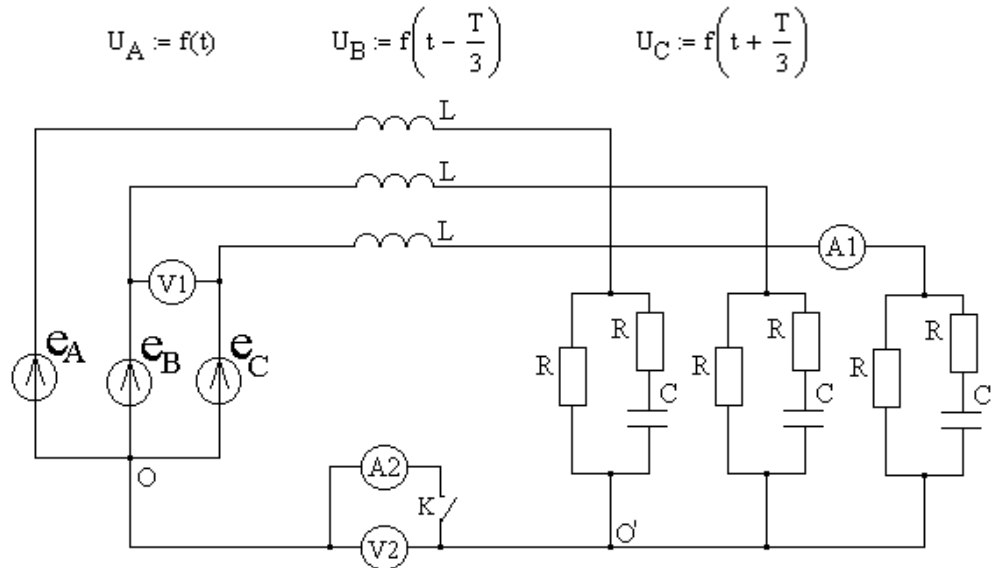 U_A := f(t) U_B := f(t - T/3) U_C := f(t + T/3)
L
L
L
A1
V1
e_A e_B e_C
R R R
R R R
C C C
O
A2
K
V2
O'